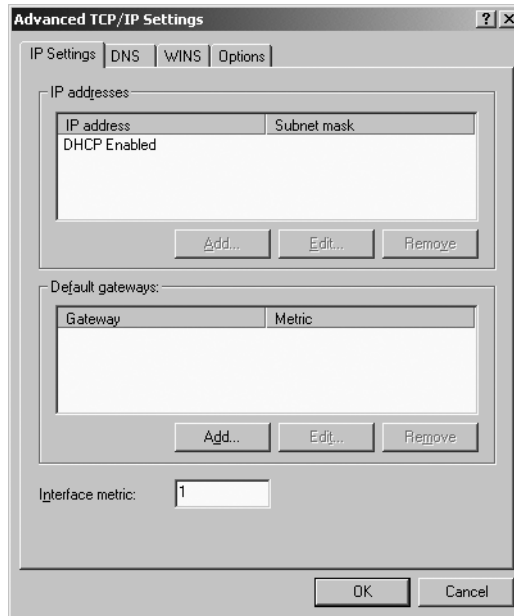 Advanced TCP/IP Settings
IP Settings DNS WINS Options
IP addresses
IP address Subnet mask
DHCP Enabled
Add... Edit... Remove
Default gateways:
Gateway Metric
Add... Edit... Remove
Interface metric: 1
OK Cancel